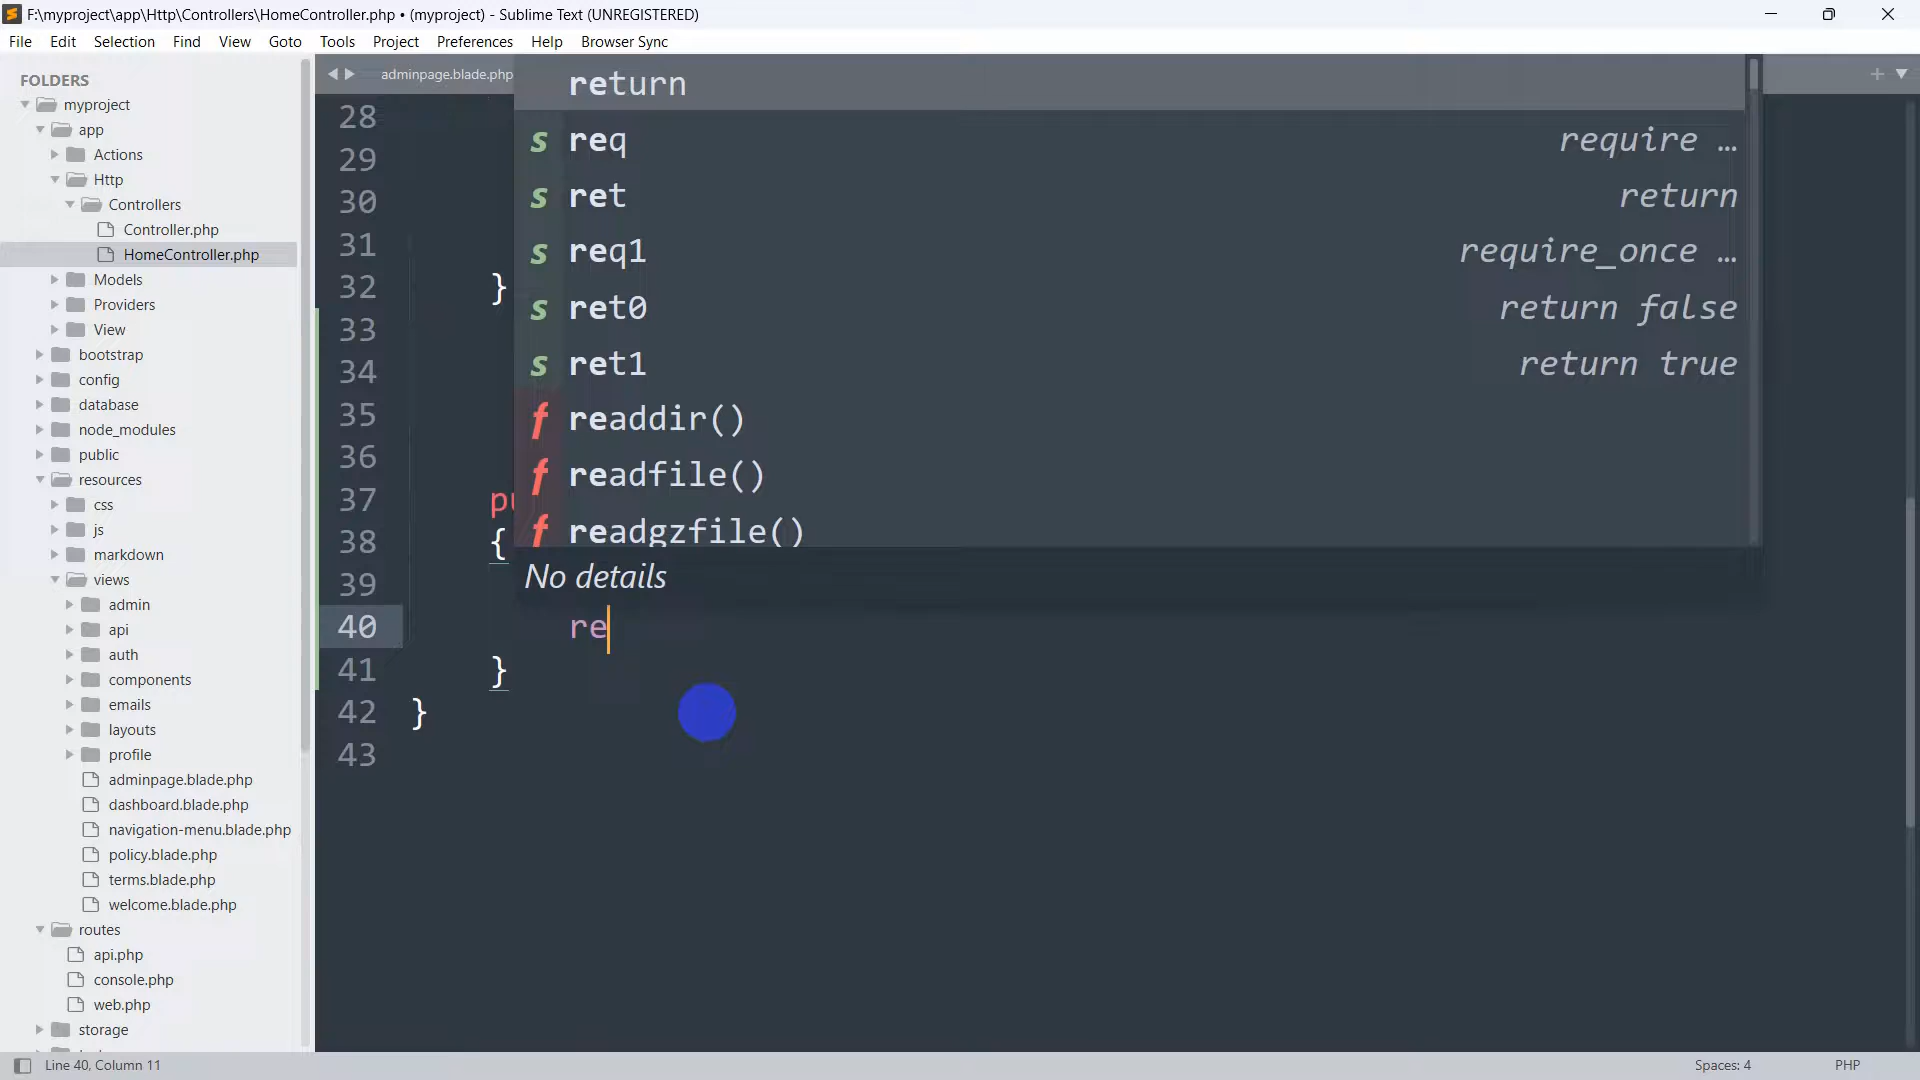 F:\myproject\app\Http\Controllers\HomeController.php • (myproject) - Sublime Text (UNREGISTERED)
File Edit Selection Find View Goto Tools Project Preferences Help Browser Sync
FOLDERS
myproject
app
Actions
Http
Controllers
Controller.php
HomeController.php
Models
Providers
View
bootstrap
config
database
node_modules
public
resources
css
js
markdown
views
admin
api
auth
components
emails
layouts
profile
adminpage.blade.php
dashboard.blade.php
navigation-menu.blade.php
policy.blade.php
terms.blade.php
welcome.blade.php
routes
api.php
console.php
web.php
storage
adminpage.blade.php
return
s req require …
s ret return
s req1 require_once …
s ret0 return false
s ret1 return true
f readdir()
f readfile()
f readgzfile()
No details
28
29
30
31
32 }
33
34
35
36
37 pu
38 {
39
40 re
41 }
42 }
43
Line 40, Column 11
Spaces: 4
PHP